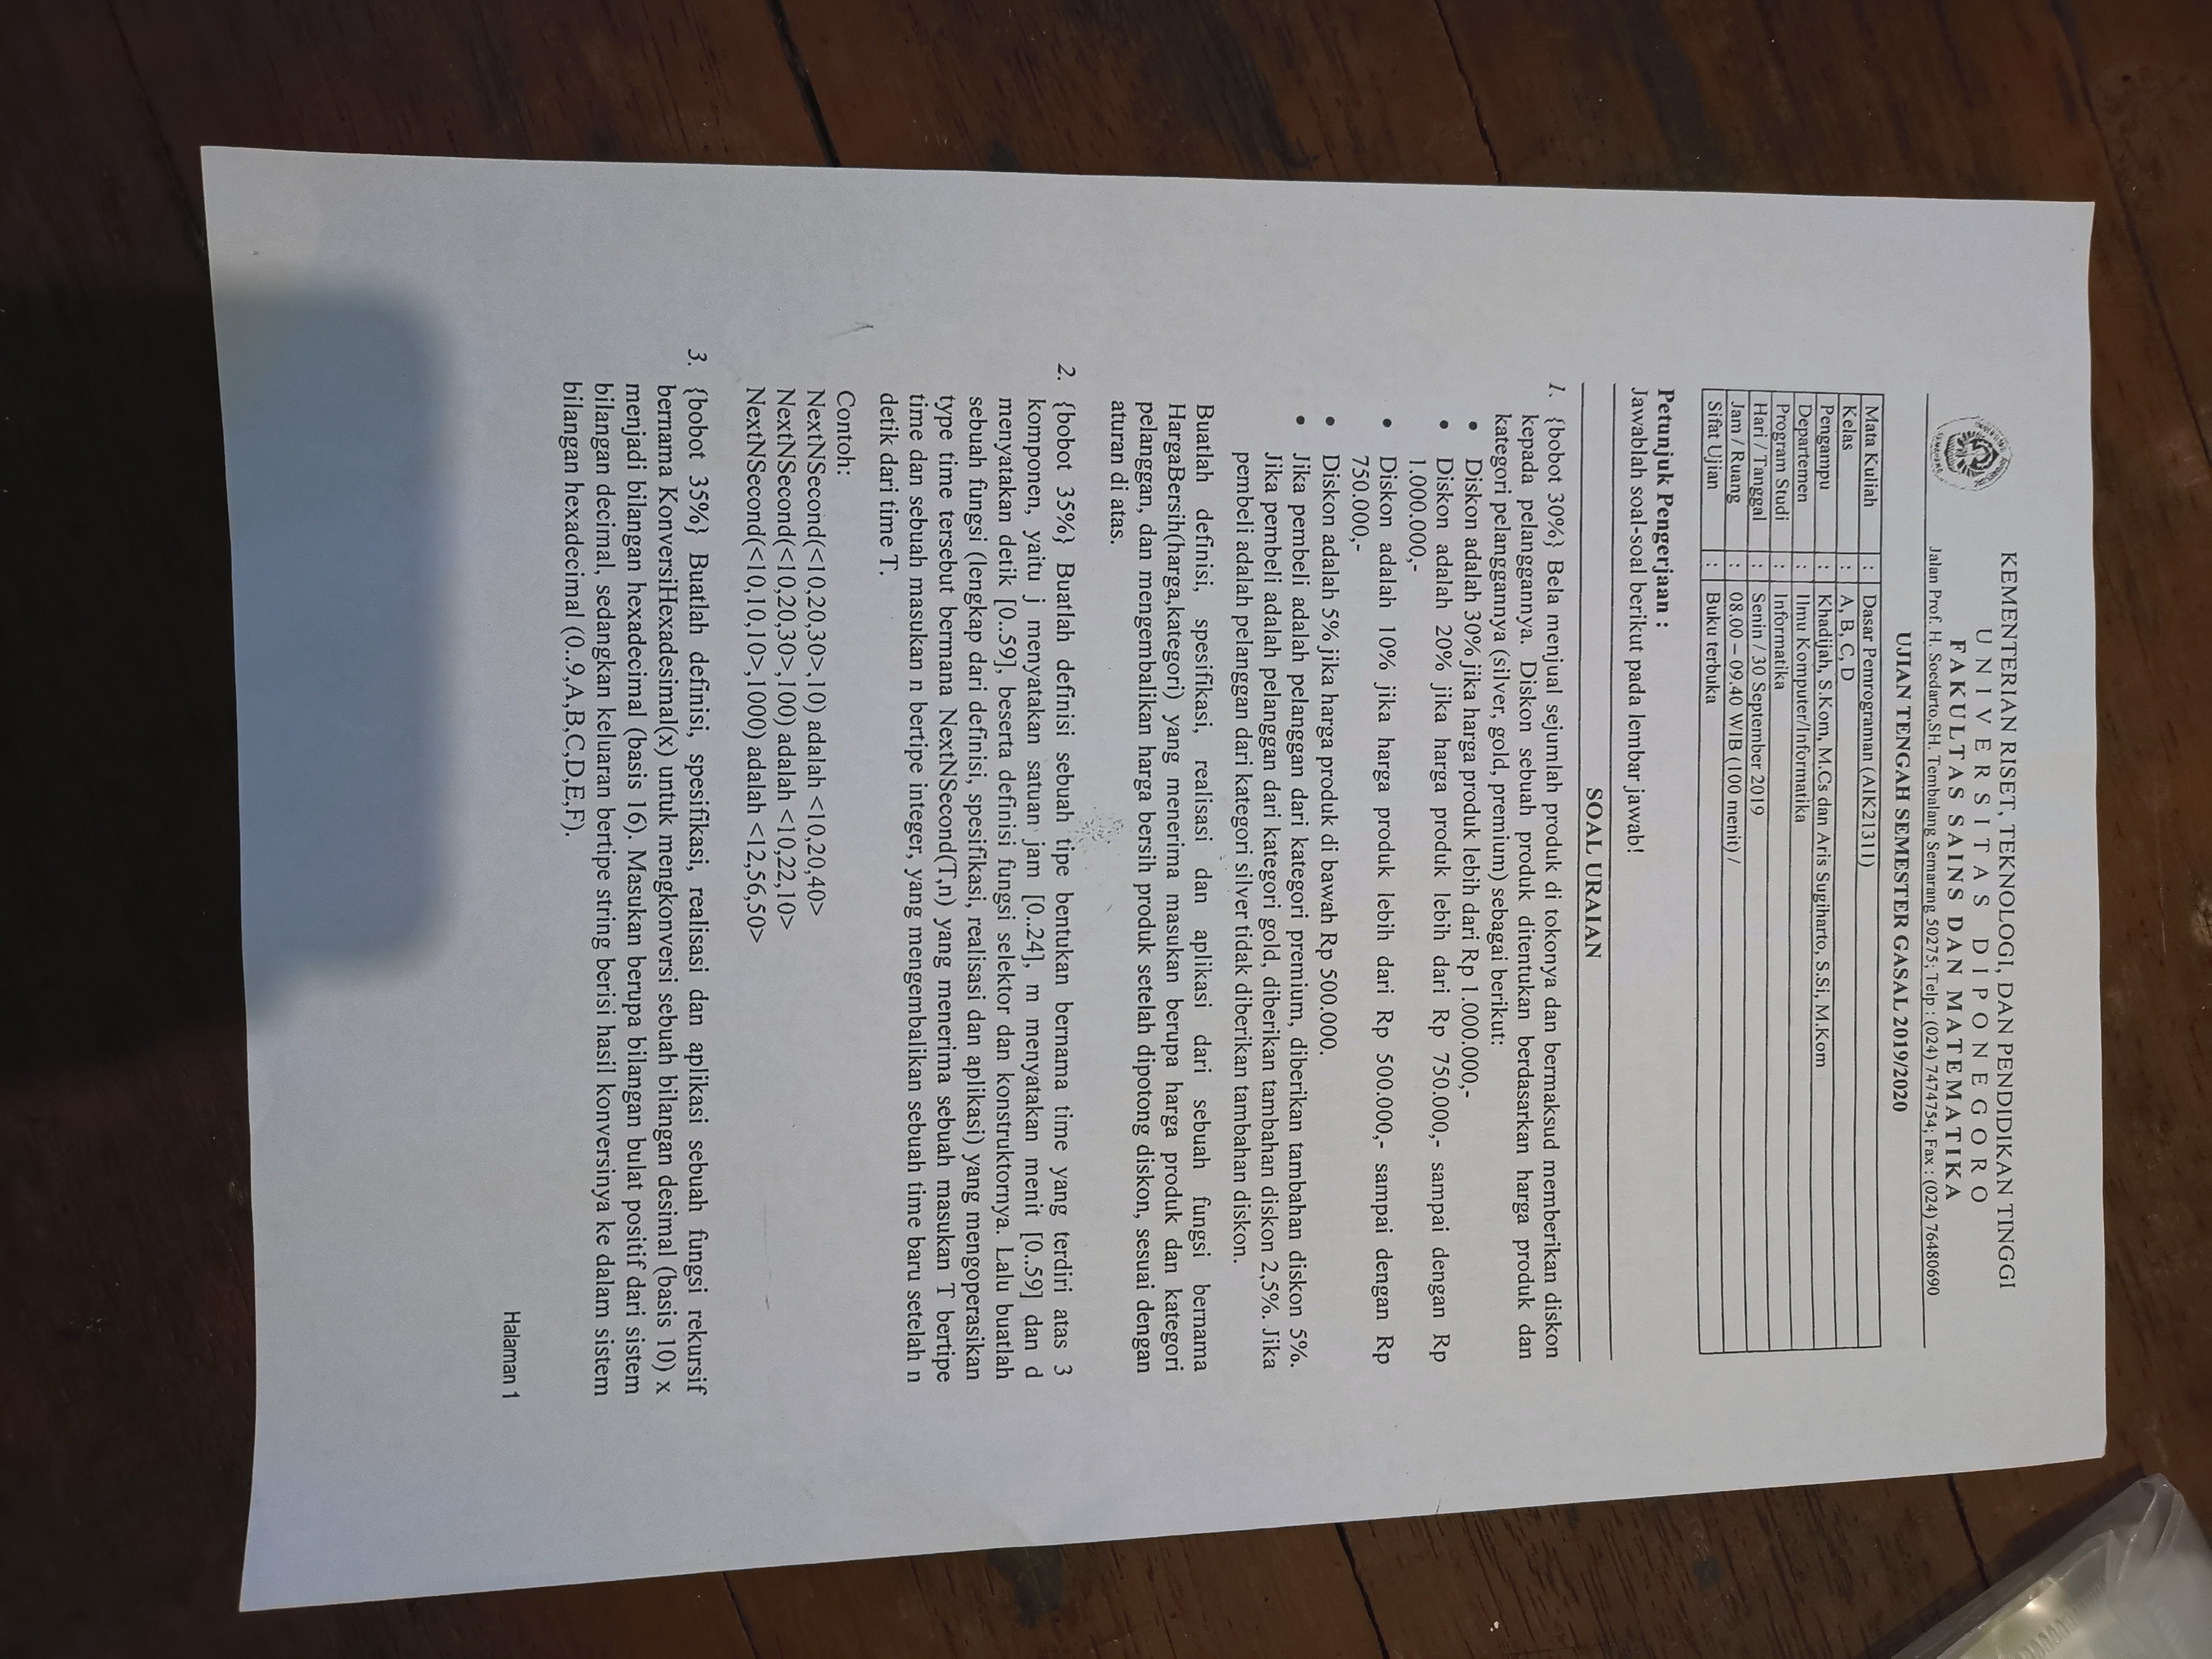 KEMENTERIAN RISET, TEKNOLOGI, DAN PENDIDIKAN TINGGI
UNIVERSITAS DIPONEGORO
FAKULTAS SAINS DAN MATEMATIKA
Jalan Prof. H. Soedarto,SH. Tembalang Semarang 50275; Telp : (024) 7474754; Fax : (024) 76480690
UJIAN TENGAH SEMESTER GASAL 2019/2020
Mata Kuliah : Dasar Pemrograman (AIK21311)
Kelas : A, B, C, D
Pengampu : Khadijah, S.Kom, M.Cs dan Aris Sugiharto, S.Si, M.Kom
Departemen : Ilmu Komputer/Informatika
Program Studi : Informatika
Hari / Tanggal : Senin / 30 September 2019
Jam / Ruang : 08.00 – 09.40 WIB (100 menit) /
Sifat Ujian : Buku terbuka
Petunjuk Pengerjaan :
Jawablah soal-soal berikut pada lembar jawab!
SOAL URAIAN
1. {bobot 30%} Bela menjual sejumlah produk di tokonya dan bermaksud memberikan diskon
kepada pelanggannya. Diskon sebuah produk ditentukan berdasarkan harga produk dan
kategori pelanggannya (silver, gold, premium) sebagai berikut:
• Diskon adalah 30% jika harga produk lebih dari Rp 1.000.000,-
• Diskon adalah 20% jika harga produk lebih dari Rp 750.000,- sampai dengan Rp
1.000.000,-
• Diskon adalah 10% jika harga produk lebih dari Rp 500.000,- sampai dengan Rp
750.000,-
• Diskon adalah 5% jika harga produk di bawah Rp 500.000.
• Jika pembeli adalah pelanggan dari kategori premium, diberikan tambahan diskon 5%.
Jika pembeli adalah pelanggan dari kategori gold, diberikan tambahan diskon 2,5%. Jika
pembeli adalah pelanggan dari kategori silver tidak diberikan tambahan diskon.
Buatlah definisi, spesifikasi, realisasi dan aplikasi dari sebuah fungsi bernama
HargaBersih(harga,kategori) yang menerima masukan berupa harga produk dan kategori
pelanggan, dan mengembalikan harga bersih produk setelah dipotong diskon, sesuai dengan
aturan di atas.
2. {bobot 35%} Buatlah definisi sebuah tipe bentukan bernama time yang terdiri atas 3
komponen, yaitu j menyatakan satuan jam [0..24], m menyatakan menit [0..59] dan d
menyatakan detik [0..59], beserta definisi fungsi selektor dan konstruktornya. Lalu buatlah
sebuah fungsi (lengkap dari definisi, spesifikasi, realisasi dan aplikasi) yang mengoperasikan
type time tersebut bermana NextNSecond(T,n) yang menerima sebuah masukan T bertipe
time dan sebuah masukan n bertipe integer, yang mengembalikan sebuah time baru setelah n
detik dari time T.
Contoh:
NextNSecond(<10,20,30>,10) adalah <10,20,40>
NextNSecond(<10,20,30>,100) adalah <10,22,10>
NextNSecond(<10,10,10>,1000) adalah <12,56,50>
3. {bobot 35%} Buatlah definisi, spesifikasi, realisasi dan aplikasi sebuah fungsi rekursif
bernama KonversiHexadesimal(x) untuk mengkonversi sebuah bilangan desimal (basis 10) x
menjadi bilangan hexadecimal (basis 16). Masukan berupa bilangan bulat positif dari sistem
bilangan decimal, sedangkan keluaran bertipe string berisi hasil konversinya ke dalam sistem
bilangan hexadecimal (0..9,A,B,C,D,E,F).
Halaman 1